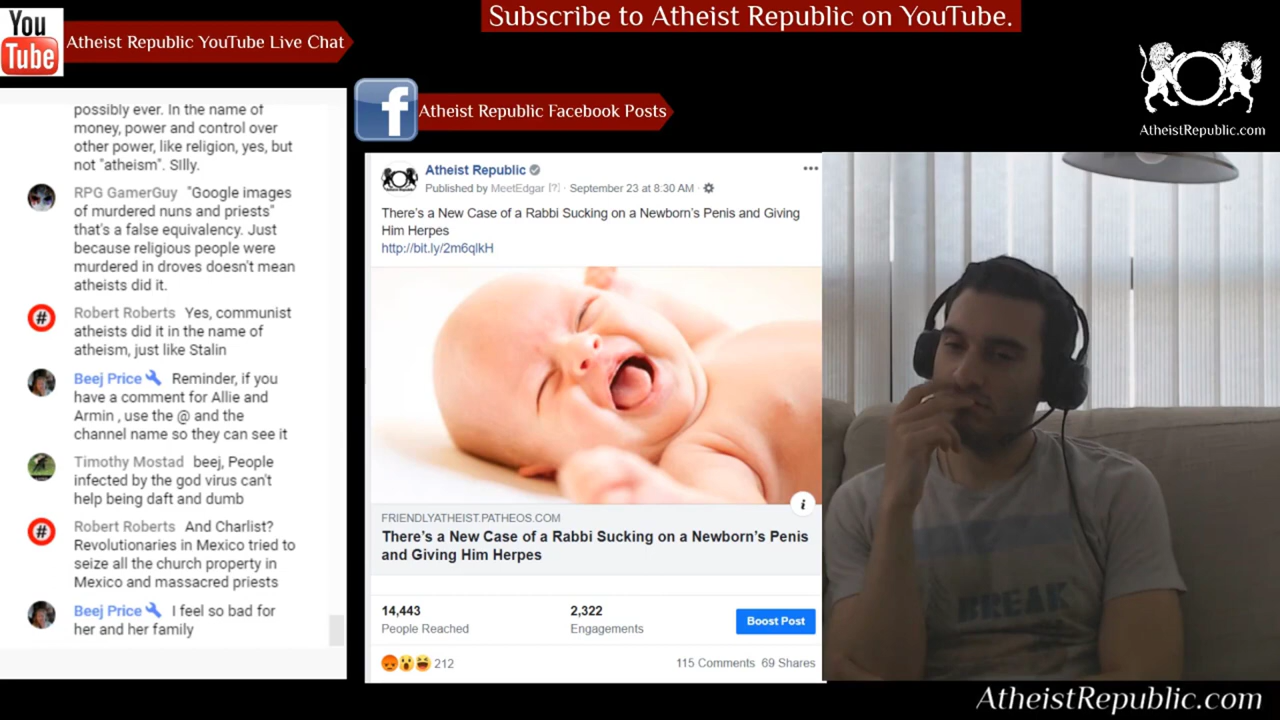 Subscribe to Atheist Republic on YouTube.
You
Tube
Atheist Republic YouTube Live Chat
AtheistRepublic.com
f
Atheist Republic Facebook Posts
possibly ever. In the name of
money, power and control over
other power, like religion, yes, but
not "atheism". SIlly.
RPG GamerGuy "Google images
of murdered nuns and priests"
that's a false equivalency. Just
because religious people were
murdered in droves doesn't mean
atheists did it.
# Robert Roberts Yes, communist
atheists did it in the name of
atheism, just like Stalin
Beej Price Reminder, if you
have a comment for Allie and
Armin , use the @ and the
channel name so they can see it
Timothy Mostad beej, People
infected by the god virus can't
help being daft and dumb
# Robert Roberts And Charlist?
Revolutionaries in Mexico tried to
seize all the church property in
Mexico and massacred priests
Beej Price I feel so bad for
her and her family
Atheist Republic
Published by MeetEdgar [?] · September 23 at 8:30 AM ·
There's a New Case of a Rabbi Sucking on a Newborn's Penis and Giving
Him Herpes
http://bit.ly/2m6qlkH
i
FRIENDLYATHEIST.PATHEOS.COM
There's a New Case of a Rabbi Sucking on a Newborn's Penis
and Giving Him Herpes
14,443 2,322
People Reached Engagements Boost Post
212 115 Comments 69 Shares
BREAK
AtheistRepublic.com